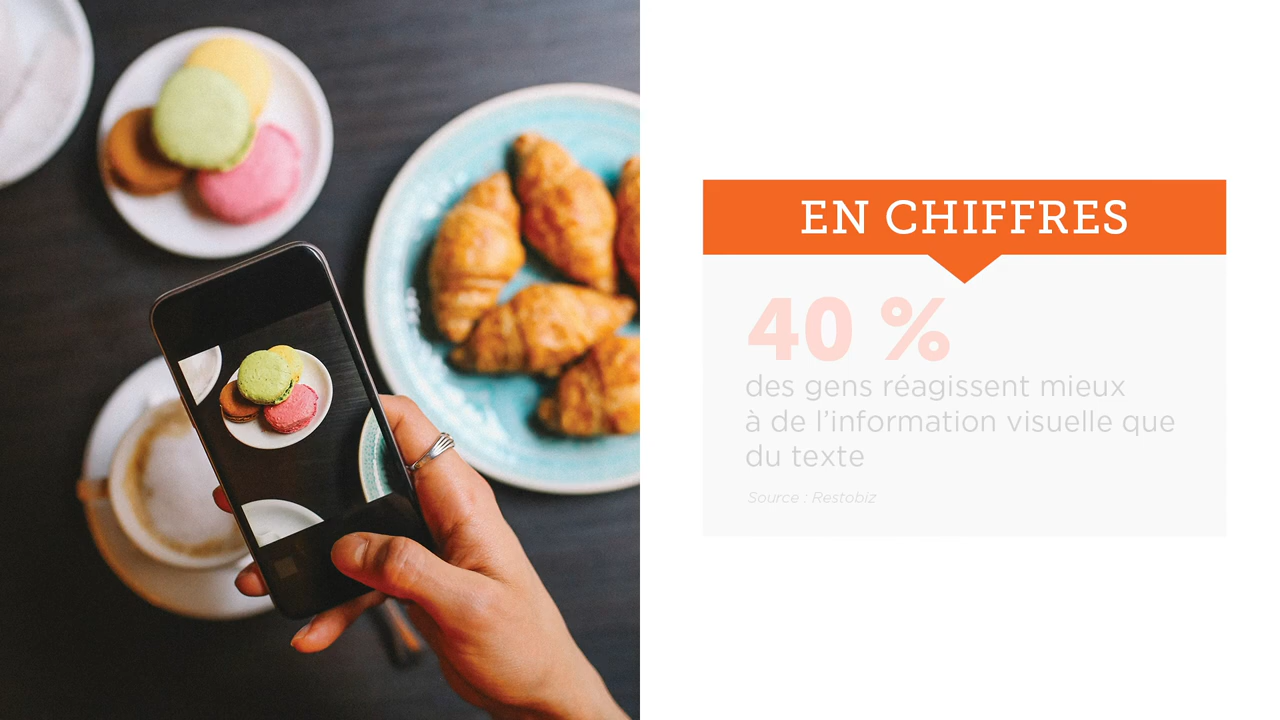 EN CHIFFRES
40 %
des gens réagissent mieux
à de l’information visuelle que
du texte
Source : Restobiz